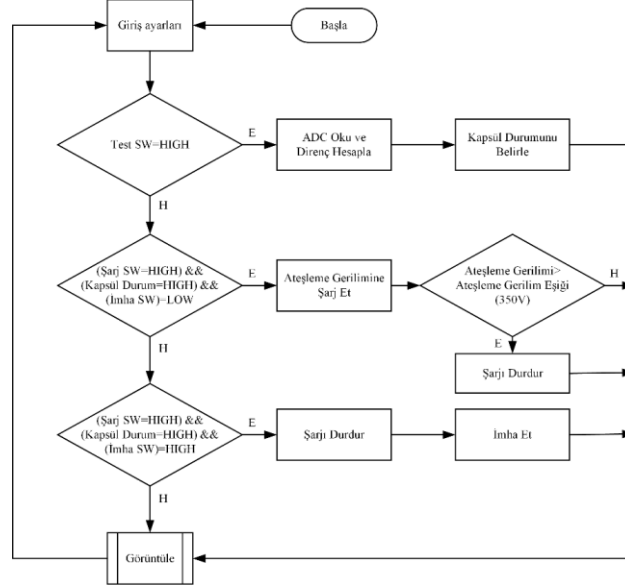 Giriş ayarları
Başla
Test SW=HIGH
E
ADC Oku ve
Direnç Hesapla
Kapsül Durumunu
Belirle
H
(Şarj SW=HIGH) &&
(Kapsül Durum=HIGH) &&
(İmha SW)=LOW
E
Ateşleme Gerilimine
Şarj Et
Ateşleme Gerilimi>
Ateşleme Gerilim Eşiği
(350V)
H
E
Şarjı Durdur
H
(Şarj SW=HIGH) &&
(Kapsül Durum=HIGH) &&
(İmha SW)=HIGH
E
Şarjı Durdur
İmha Et
H
Görüntüle